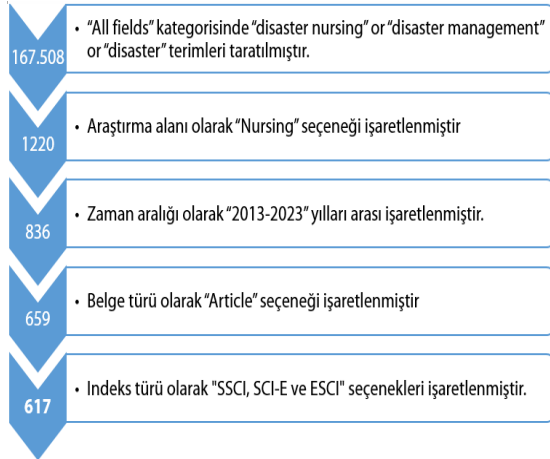 • “All fields” kategorisinde “disaster nursing” or “disaster management”
or “disaster” terimleri taratılmıştır.
167.508
• Araştırma alanı olarak “Nursing” seçeneği işaretlenmiştir
1220
• Zaman aralığı olarak “2013-2023” yılları arası işaretlenmiştir.
836
• Belge türü olarak “Article” seçeneği işaretlenmiştir
659
• Indeks türü olarak "SSCI, SCI-E ve ESCI" seçenekleri işaretlenmiştir.
617